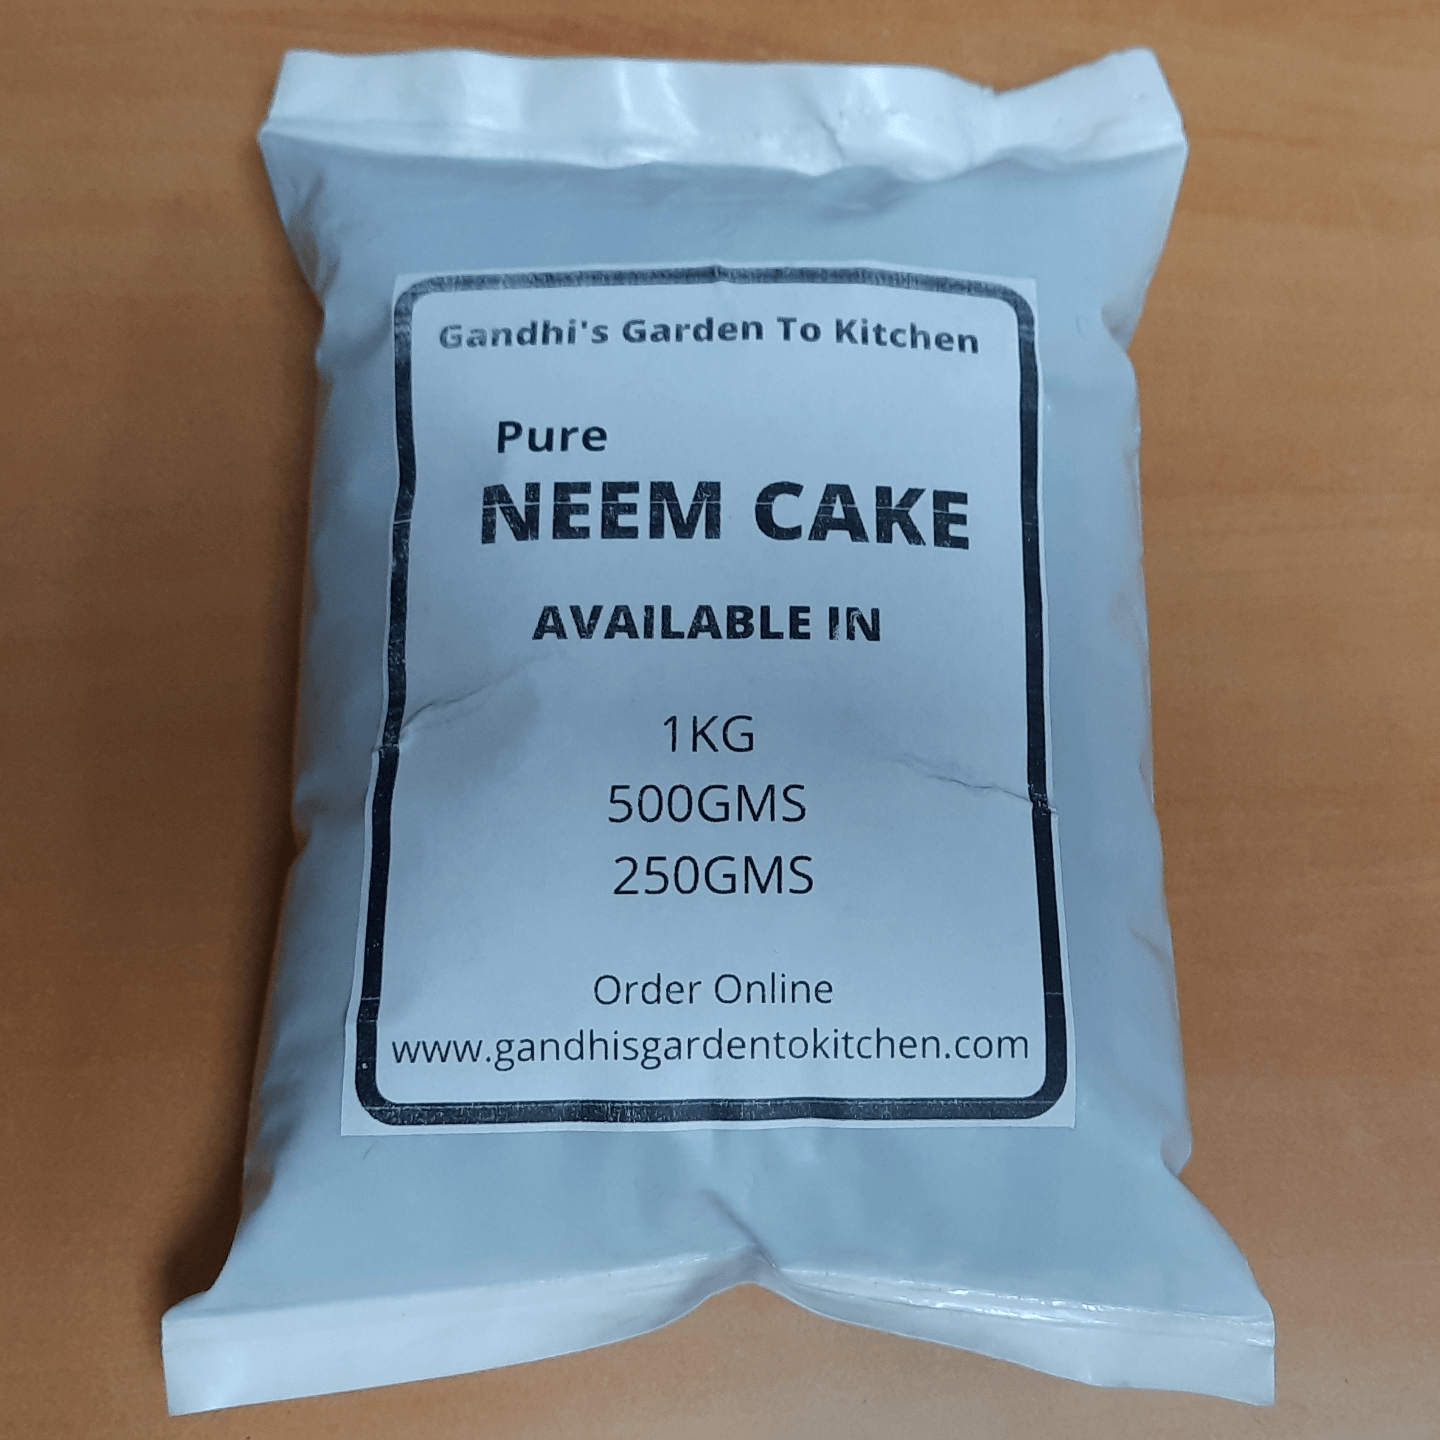 Gandhi's Garden To Kitchen
Pure
NEEM CAKE
AVAILABLE IN
1KG
500GMS
250GMS
Order Online
www.gandhisgardentokitchen.com